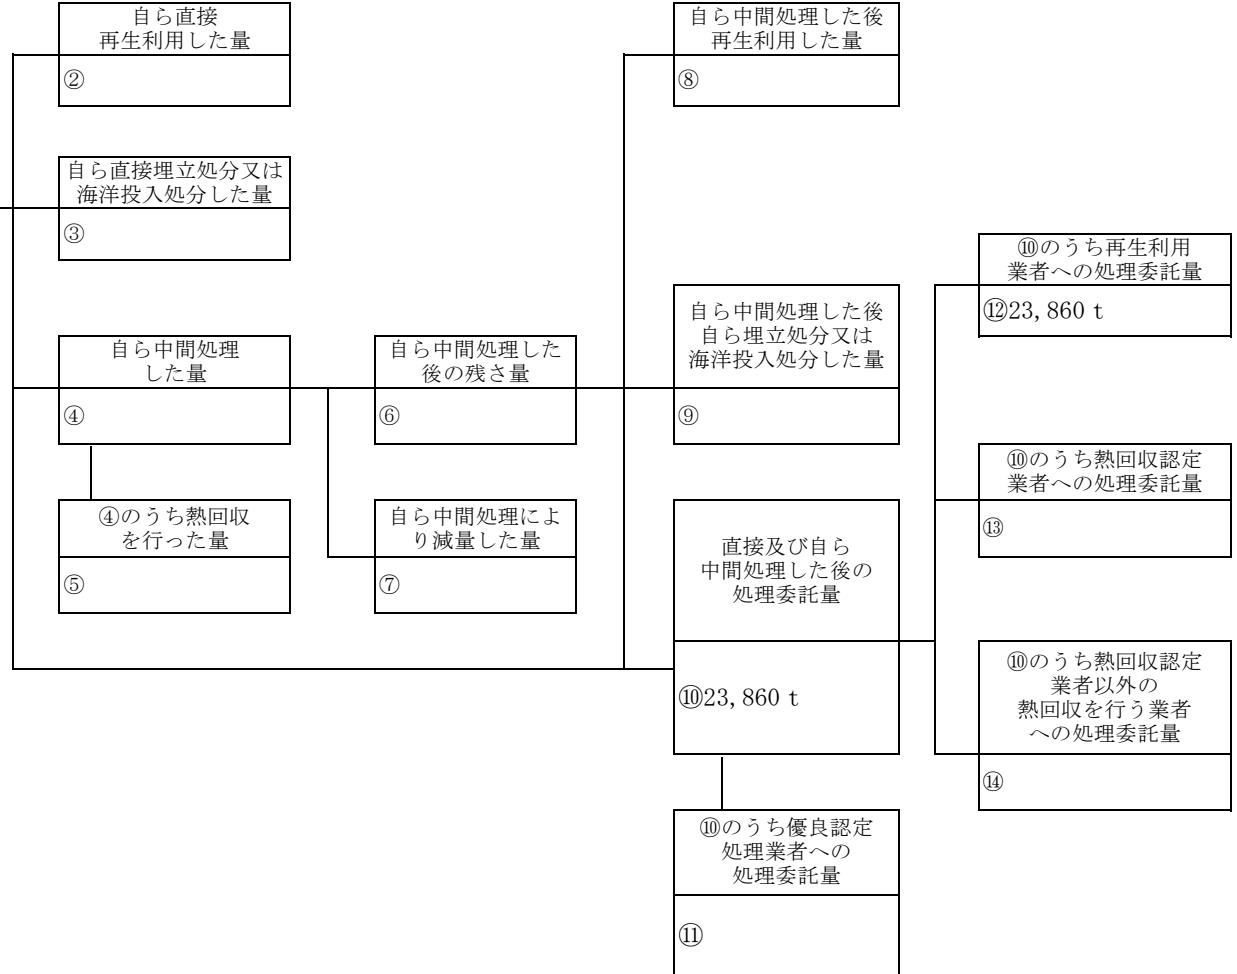 自ら直接
再生利用した量
②
自ら直接埋立処分又は
海洋投入処分した量
③
自ら中間処理
した量
④
④のうち熱回収
を行った量
⑤
自ら中間処理した
後の残さ量
⑥
自ら中間処理によ
り減量した量
⑦
自ら中間処理した後
再生利用した量
⑧
自ら中間処理した後
自ら埋立処分又は
海洋投入処分した量
⑨
直接及び自ら
中間処理した後の
処理委託量
⑩23,860 t
⑩のうち優良認定
処理業者への
処理委託量
⑪
⑩のうち再生利用
業者への処理委託量
⑫23,860 t
⑩のうち熱回収認定
業者への処理委託量
⑬
⑩のうち熱回収認定
業者以外の
熱回収を行う業者
への処理委託量
⑭